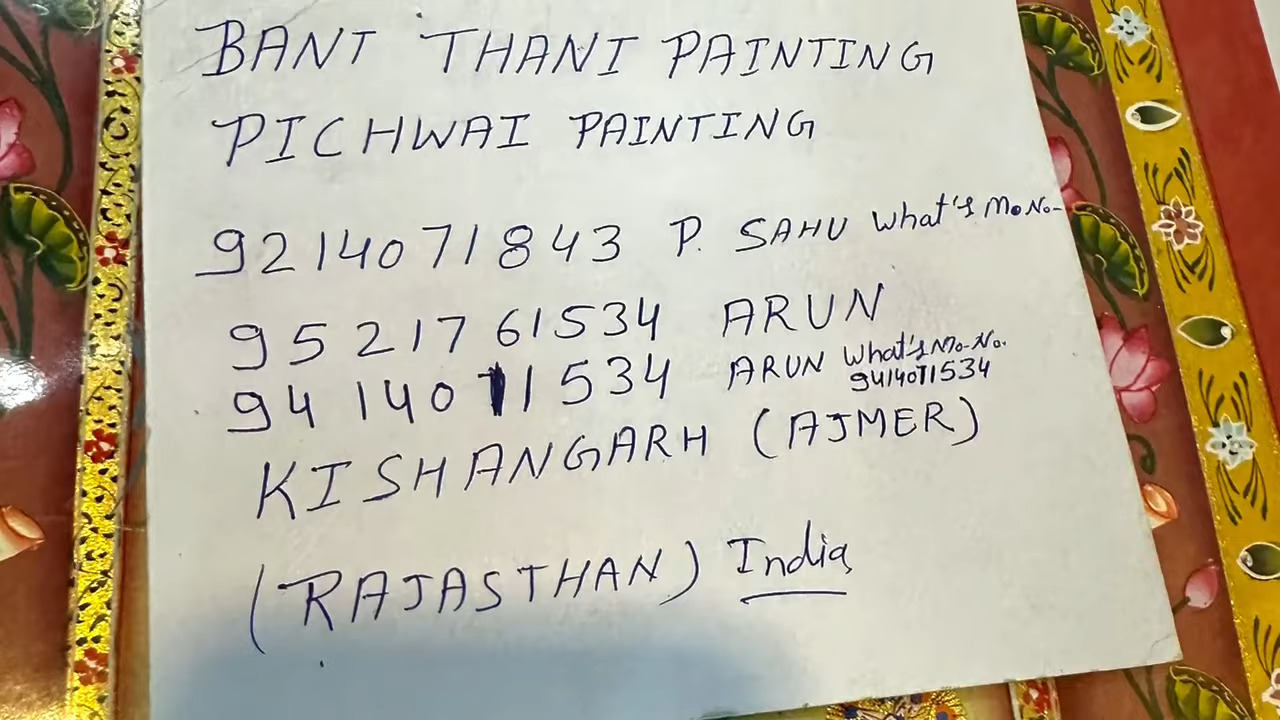 BANI THANI PAINTING
PICHWAI PAINTING
9214071843 P. SAHU What's Mo No-
9521761534 ARUN
9414071534 ARUN What's Mo-No.
9414071534
KISHANGARH (AJMER)
(RAJASTHAN) India